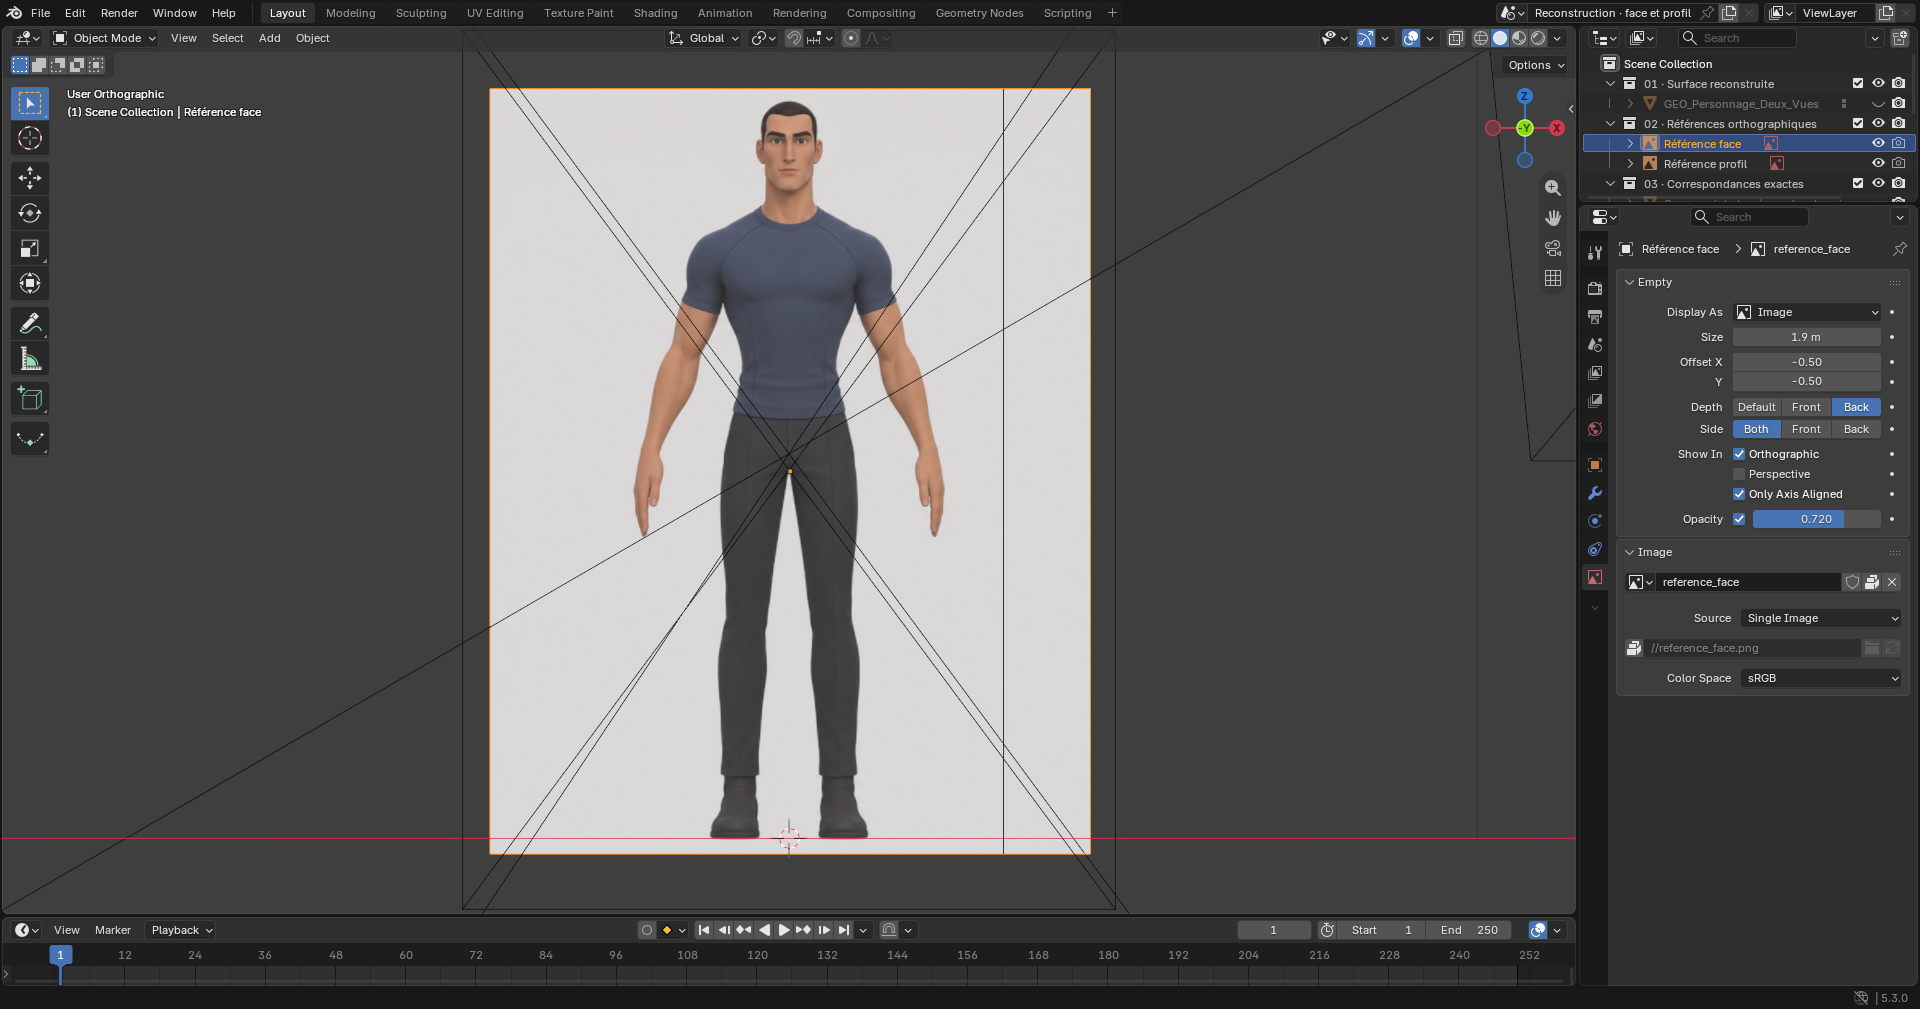 File Edit Render Window Help Layout Modeling Sculpting UV Editing Texture Paint Shading Animation Rendering Compositing Geometry Nodes Scripting + Reconstruction · face et profil ViewLayer
Object Mode View Select Add Object Global Search
Options
User Orthographic
(1) Scene Collection | Référence face
Z
-Y
X
Scene Collection
01 · Surface reconstruite
GEO_Personnage_Deux_Vues
02 · Références orthographiques
Référence face
Référence profil
03 · Correspondances exactes
Search
Référence face > reference_face
Empty
Display As Image
Size 1.9 m
Offset X -0.50
Y -0.50
Depth Default Front Back
Side Both Front Back
Show In Orthographic
Perspective
Only Axis Aligned
Opacity 0.720
Image
reference_face
Source Single Image
//reference_face.png
Color Space sRGB
View Marker Playback 1 Start 1 End 250
1 12 24 36 48 60 72 84 96 108 120 132 144 156 168 180 192 204 216 228 240 252
5.3.0